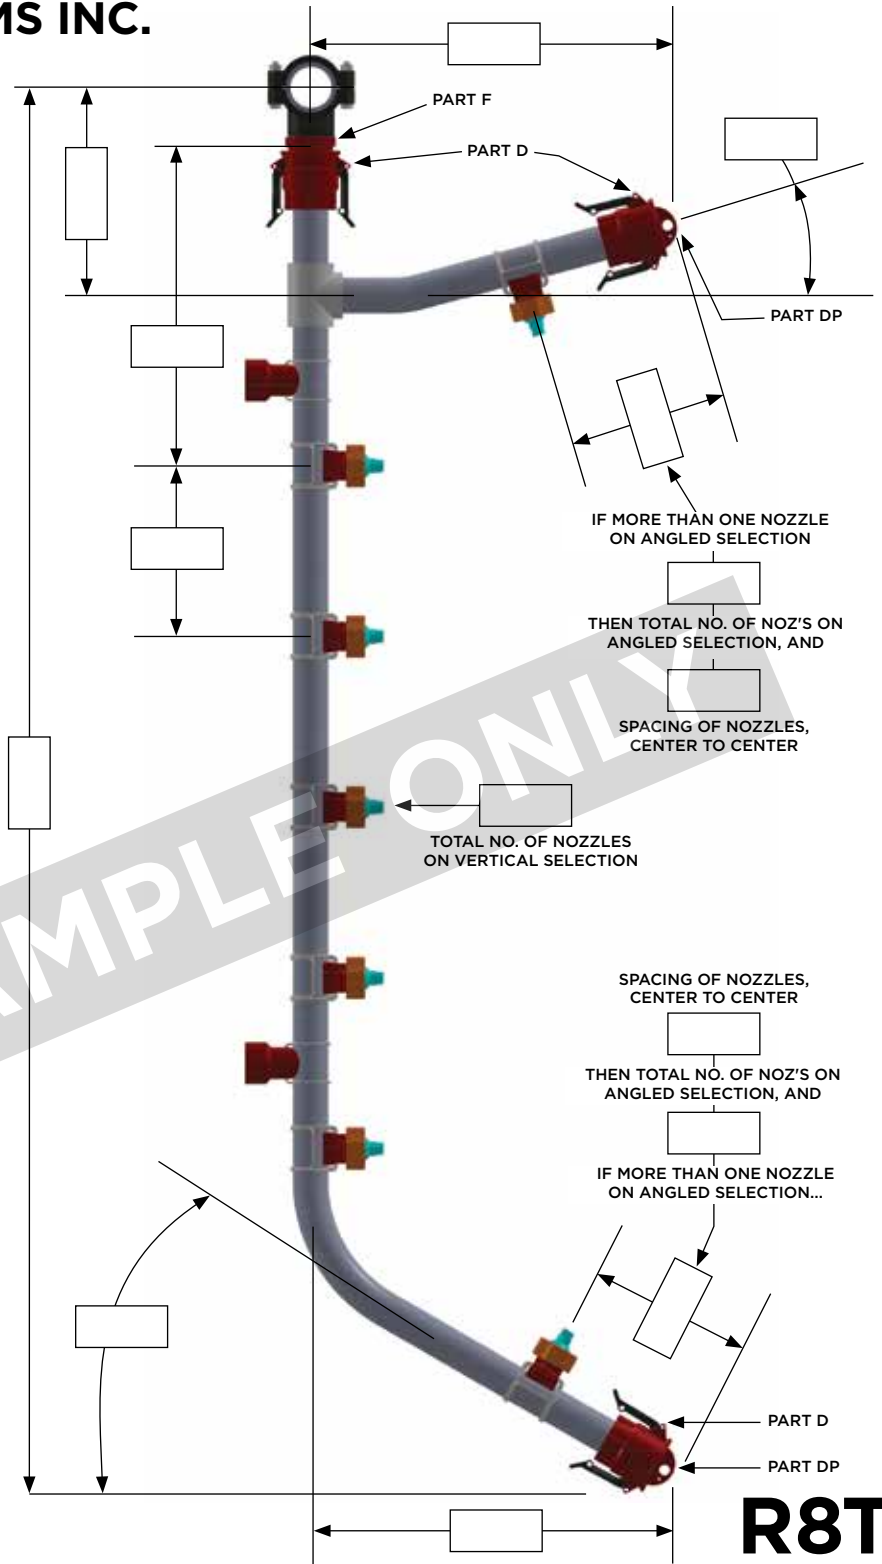 MS INC.
PART F
PART D
PART DP
IF MORE THAN ONE NOZZLE
ON ANGLED SELECTION
THEN TOTAL NO. OF NOZ'S ON
ANGLED SELECTION, AND
SPACING OF NOZZLES,
CENTER TO CENTER
TOTAL NO. OF NOZZLES
ON VERTICAL SELECTION
AMPLE ONLY
SPACING OF NOZZLES,
CENTER TO CENTER
THEN TOTAL NO. OF NOZ'S ON
ANGLED SELECTION, AND
IF MORE THAN ONE NOZZLE
ON ANGLED SELECTION...
PART D
PART DP
R8T